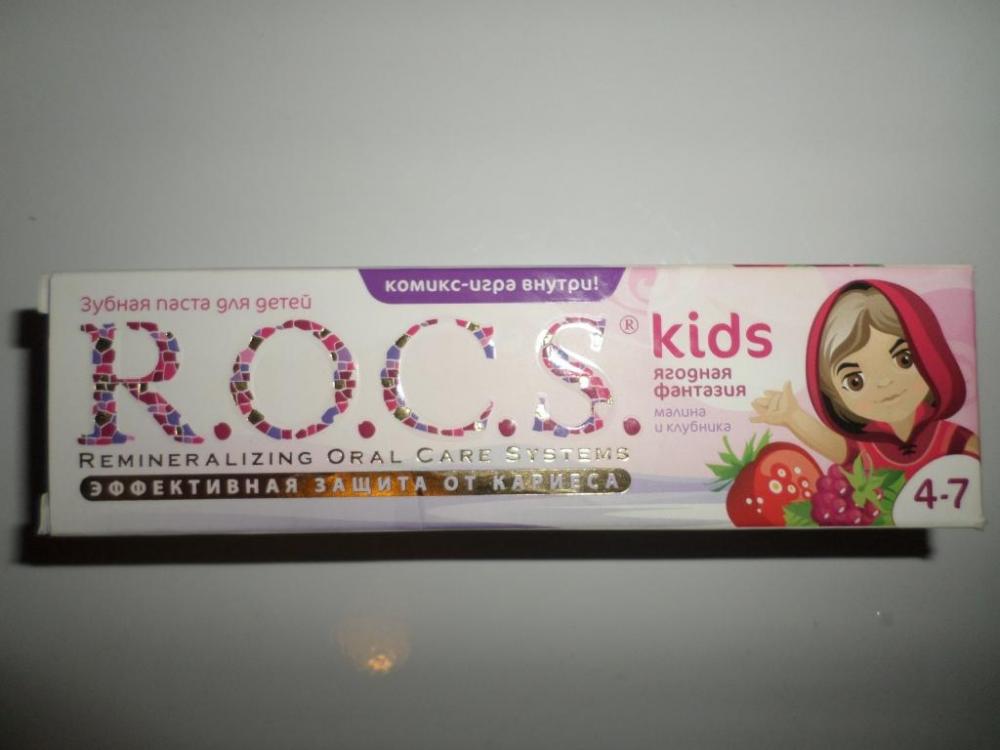 комикс-игра внутри!
Зубная паста для детей
R.O.C.S.®
kids
ягодная
фантазия
малина
и клубника
REMINERALIZING ORAL CARE SYSTEMS
ЭФФЕКТИВНАЯ ЗАЩИТА ОТ КАРИЕСА
4-7